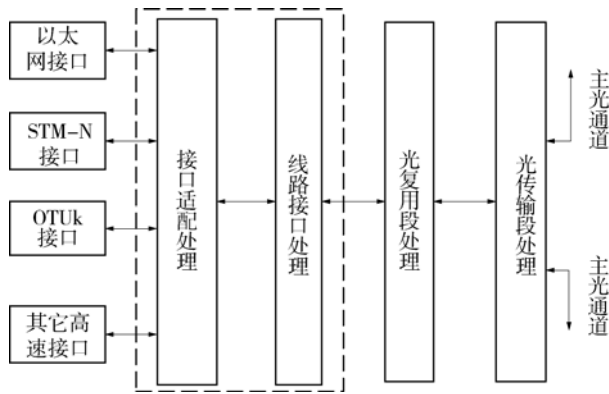 以太
网接口
STM-N
接口
OTUk
接口
其它高
速接口
接口适配处理
线路接口处理
光复用段处理
光传输段处理
主光通道
主光通道